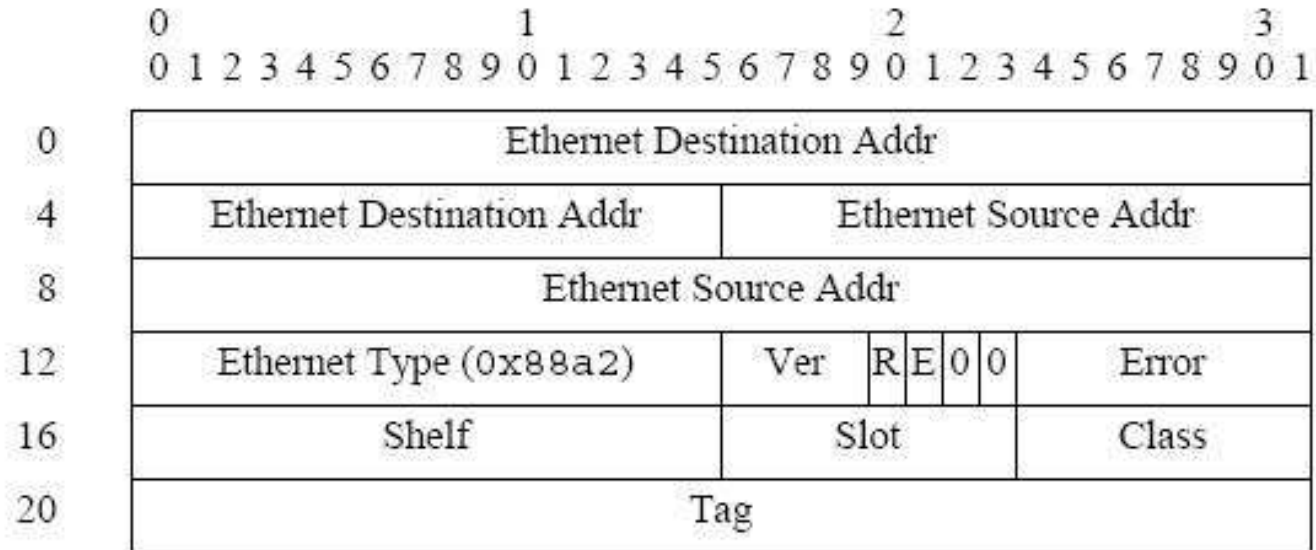 0 1 2 3
0 1 2 3 4 5 6 7 8 9 0 1 2 3 4 5 6 7 8 9 0 1 2 3 4 5 6 7 8 9 0 1
0 Ethernet Destination Addr
4 Ethernet Destination Addr Ethernet Source Addr
8 Ethernet Source Addr
12 Ethernet Type (0x88a2) Ver R E 0 0 Error
16 Shelf Slot Class
20 Tag